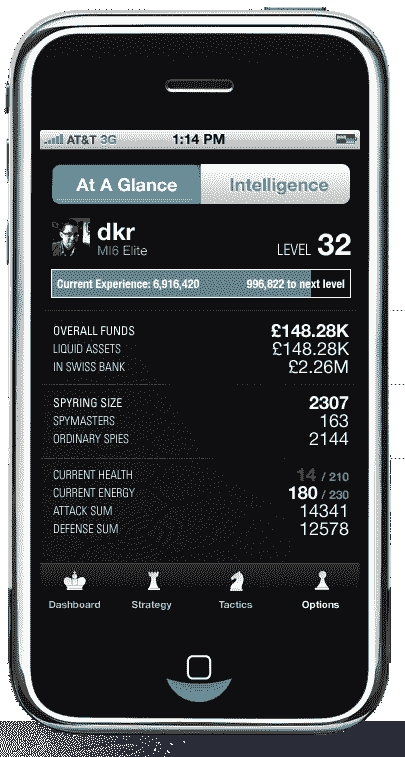 AT&T 3G 1:14 PM
At A Glance Intelligence
dkr
MI6 Elite
LEVEL 32
Current Experience: 6,916,420 996,822 to next level
OVERALL FUNDS £148.28K
LIQUID ASSETS £148.28K
IN SWISS BANK £2.26M
SPYRING SIZE 2307
SPYMASTERS 163
ORDINARY SPIES 2144
CURRENT HEALTH 14 / 210
CURRENT ENERGY 180 / 230
ATTACK SUM 14341
DEFENSE SUM 12578
Dashboard Strategy Tactics Options